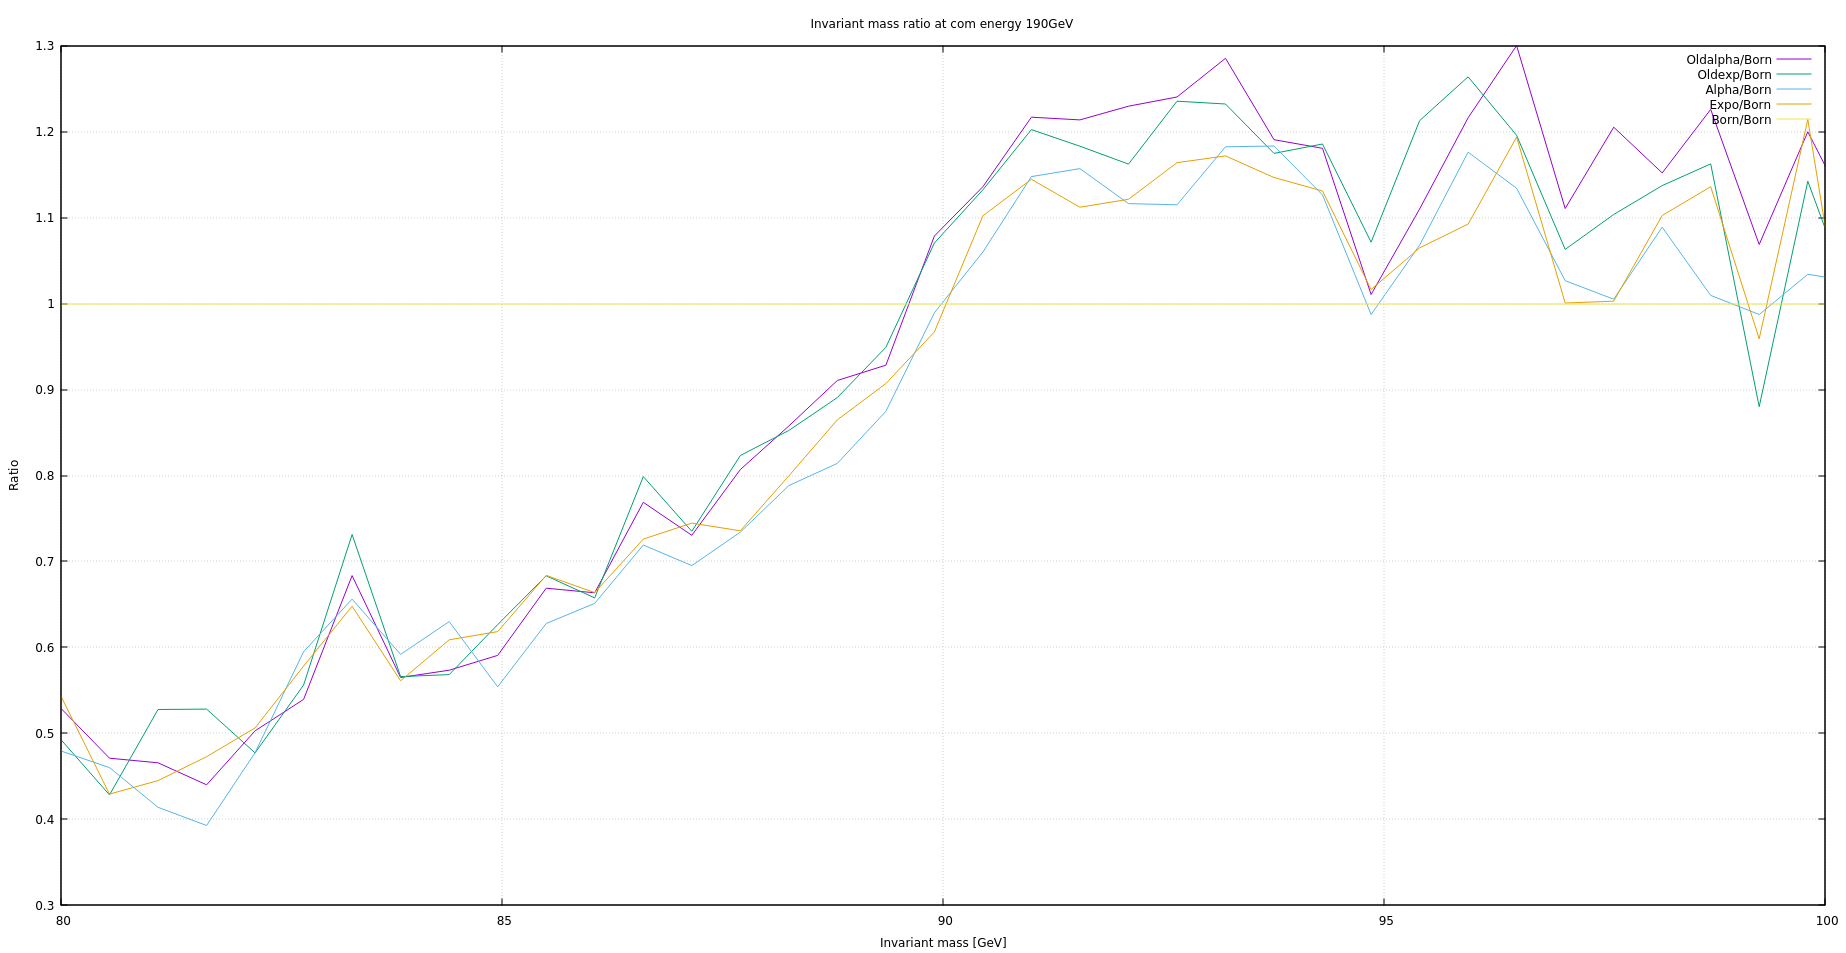 Invariant mass ratio at com energy 190GeV
1.3
1.2
1.1
1
0.9
0.8
0.7
0.6
0.5
0.4
0.3
Ratio
Oldalpha/Born
Oldexp/Born
Alpha/Born
Expo/Born
Born/Born
80
85
90
95
100
Invariant mass [GeV]